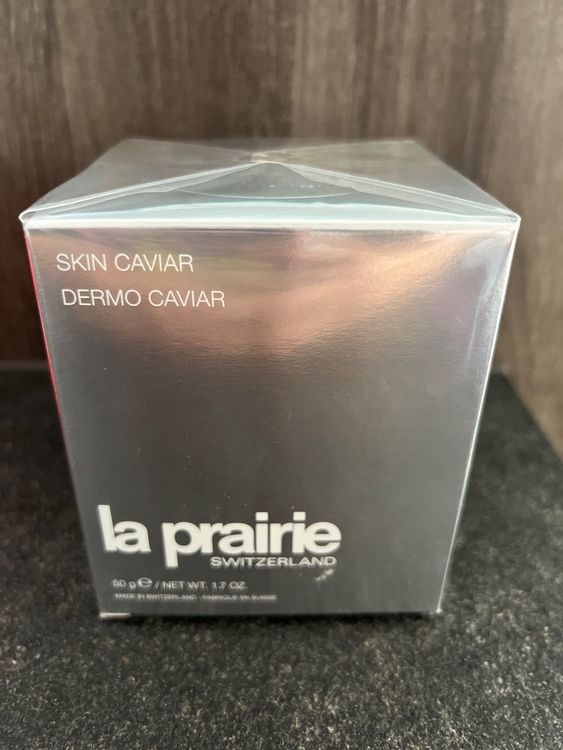 SKIN CAVIAR
DERMO CAVIAR
la prairie
SWITZERLAND
50 g ℮ / NET WT. 1.7 OZ.
MADE IN SWITZERLAND - FABRIQUÉ EN SUISSE